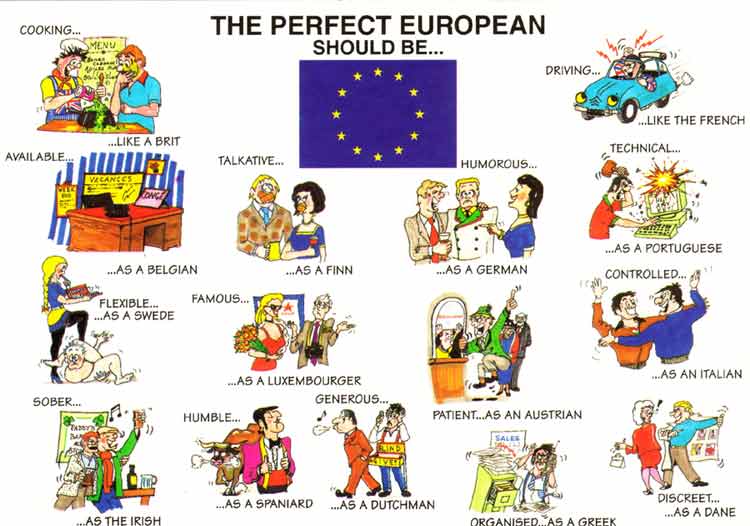 THE PERFECT EUROPEAN
SHOULD BE...
COOKING...
MENU
...LIKE A BRIT
DRIVING...
...LIKE THE FRENCH
AVAILABLE...
VACANCES
...AS A BELGIAN
TALKATIVE...
...AS A FINN
HUMOROUS...
...AS A GERMAN
TECHNICAL...
...AS A PORTUGUESE
FLEXIBLE...
...AS A SWEDE
FAMOUS...
...AS A LUXEMBOURGER
PATIENT...AS AN AUSTRIAN
CONTROLLED...
...AS AN ITALIAN
SOBER...
...AS THE IRISH
HUMBLE...
...AS A SPANIARD
GENEROUS...
BLIND
...AS A DUTCHMAN
SALES
ORGANISED...AS A GREEK
DISCREET...
...AS A DANE